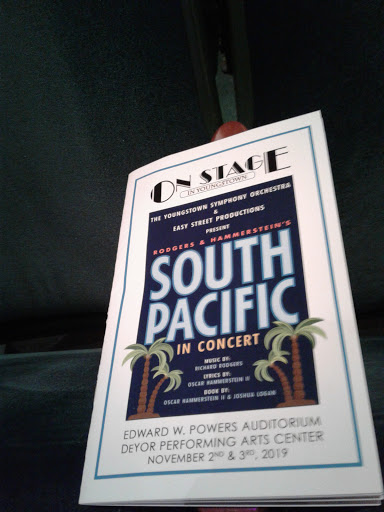 ON STAGE
IN YOUNGSTOWN
THE YOUNGSTOWN SYMPHONY ORCHESTRA
&
EASY STREET PRODUCTIONS
PRESENT
RODGERS & HAMMERSTEIN'S
SOUTH
PACIFIC
IN CONCERT
MUSIC BY:
RICHARD RODGERS
LYRICS BY:
OSCAR HAMMERSTEIN II
BOOK BY:
OSCAR HAMMERSTEIN II & JOSHUA LOGAN
EDWARD W. POWERS AUDITORIUM
DEYOR PERFORMING ARTS CENTER
NOVEMBER 2ND & 3RD, 2019